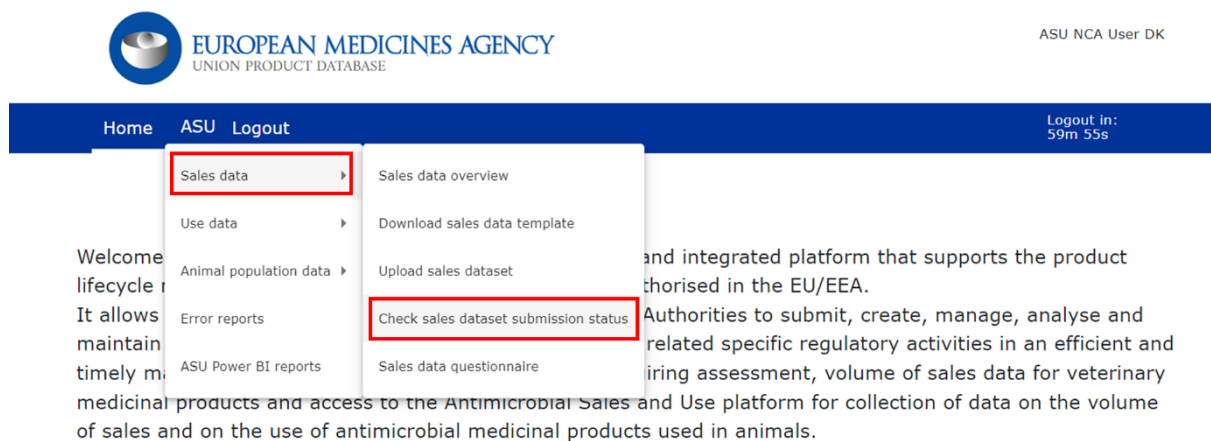 EUROPEAN MEDICINES AGENCY
UNION PRODUCT DATABASE
ASU NCA User DK
Home ASU Logout
Logout in:
59m 55s
Sales data
Use data
Animal population data
Error reports
ASU Power BI reports
Sales data overview
Download sales data template
Upload sales dataset
Check sales dataset submission status
Sales data questionnaire
Welcome and integrated platform that supports the product
lifecycle thorised in the EU/EEA.
It allows Authorities to submit, create, manage, analyse and
maintain related specific regulatory activities in an efficient and
timely iring assessment, volume of sales data for veterinary
medicinal products and access to the Antimicrobial Sales and Use platform for collection of data on the volume
of sales and on the use of antimicrobial medicinal products used in animals.